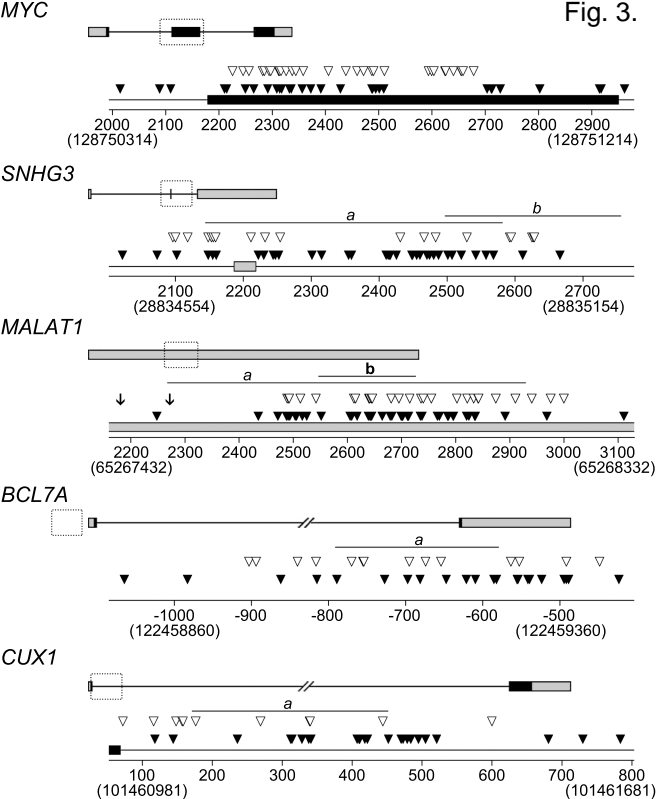 MYC
Fig. 3.
2000 2100 2200 2300 2400 2500 2600 2700 2800 2900
(128750314) (128751214)
SNHG3
b
a
2100 2200 2300 2400 2500 2600 2700
(28834554) (28835154)
MALAT1
b
a
2200 2300 2400 2500 2600 2700 2800 2900 3000 3100
(65267432) (65268332)
BCL7A
a
-1000 -900 -800 -700 -600 -500
(122458860) (122459360)
CUX1
a
100 200 300 400 500 600 700 800
(101460981) (101461681)